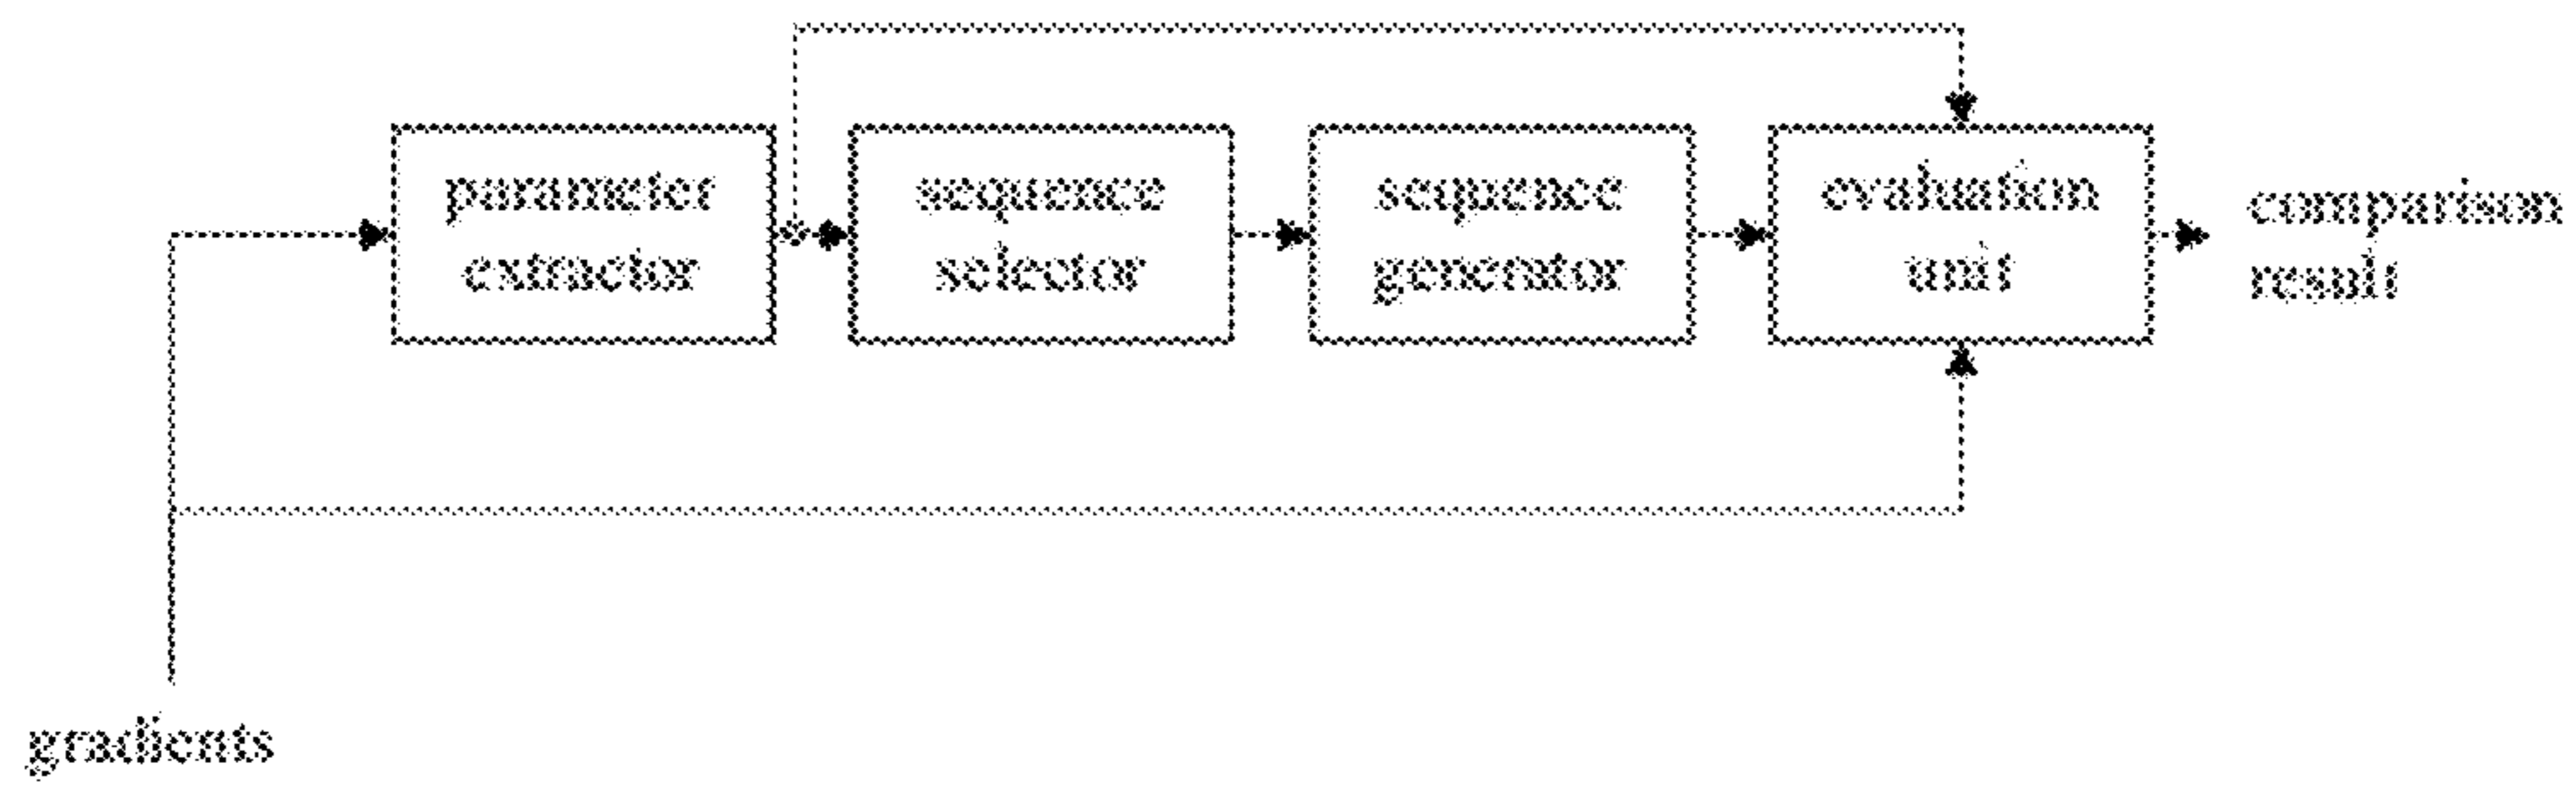 parameter
extractor
sequence
selector
sequence
generator
evaluation
unit
comparison
result
gradients